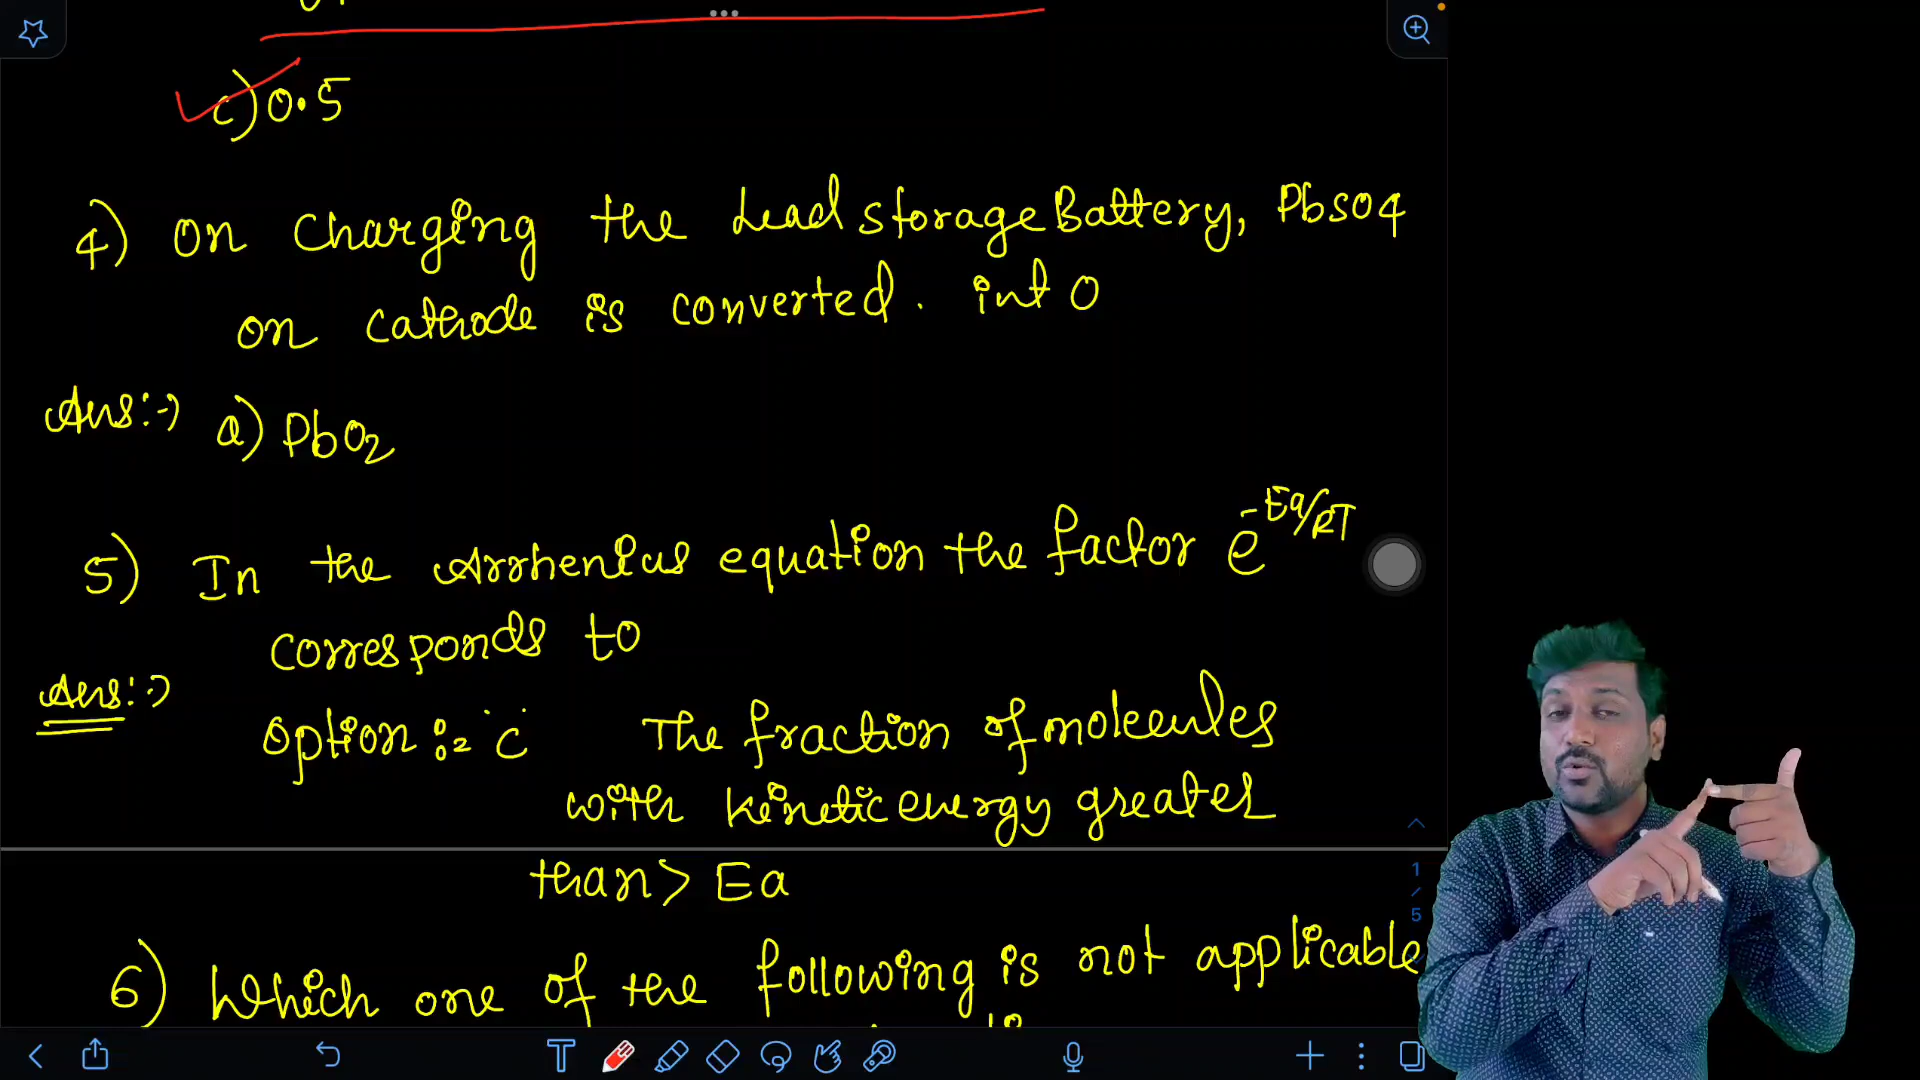 c) 0.5
4) on charging the Lead storage Battery, PbSO4
on cathode is converted. into
Ans:-) a) PbO2
5) In the Arrhenius equation the factor e^-Ea/RT
corresponds to
Ans:-)
option:- 'c' The fraction of molecules
with kinetic energy greater
than > Ea
1
/
5
6) Which one of the following is not applicable
T